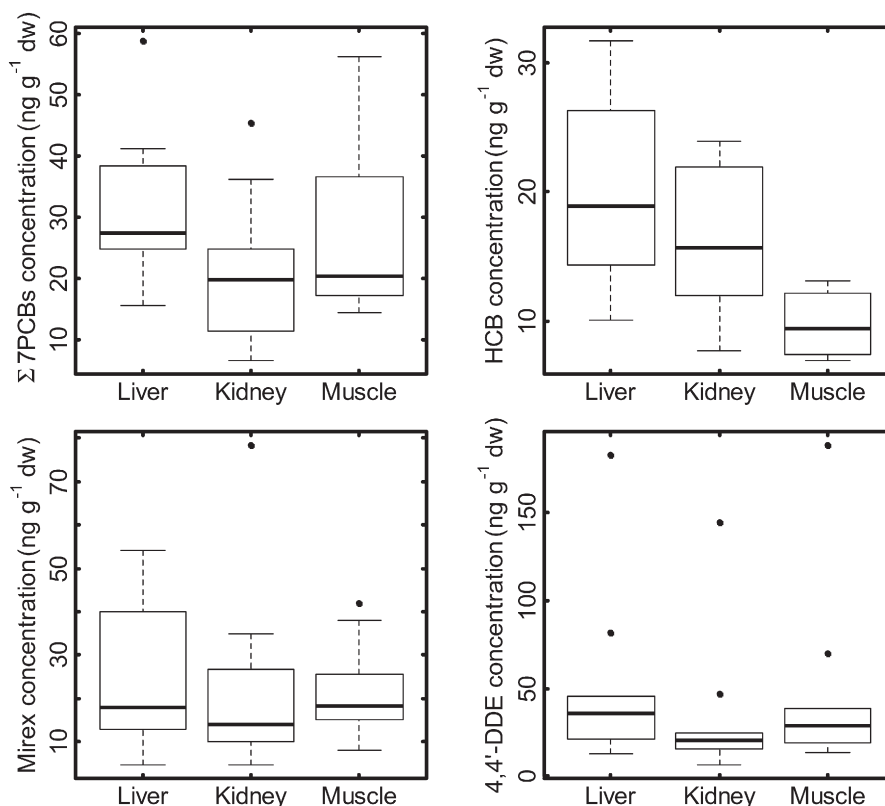 Σ7PCBs concentration (ng g⁻¹ dw)
60
50
40
30
20
10
Liver Kidney Muscle
HCB concentration (ng g⁻¹ dw)
30
20
10
Liver Kidney Muscle
Mirex concentration (ng g⁻¹ dw)
70
50
30
10
Liver Kidney Muscle
4,4'-DDE concentration (ng g⁻¹ dw)
150
100
50
0
Liver Kidney Muscle